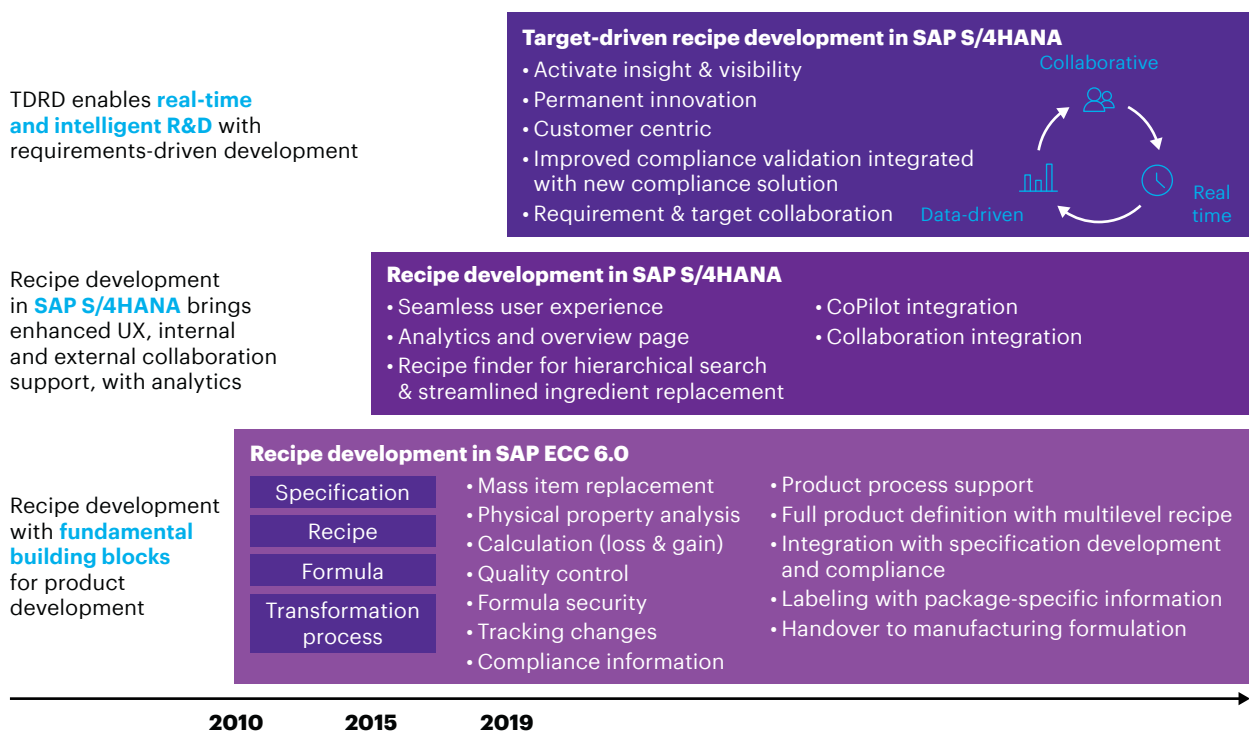 TDRD enables real-time
and intelligent R&D with
requirements-driven development
Target-driven recipe development in SAP S/4HANA
• Activate insight & visibility
• Permanent innovation
• Customer centric
• Improved compliance validation integrated
with new compliance solution
• Requirement & target collaboration
Collaborative
Real
time
Data-driven
Recipe development
in SAP S/4HANA brings
enhanced UX, internal
and external collaboration
support, with analytics
Recipe development in SAP S/4HANA
• Seamless user experience
• Analytics and overview page
• Recipe finder for hierarchical search
& streamlined ingredient replacement
• CoPilot integration
• Collaboration integration
Recipe development
with fundamental
building blocks
for product
development
Recipe development in SAP ECC 6.0
Specification
Recipe
Formula
Transformation
process
• Mass item replacement
• Physical property analysis
• Calculation (loss & gain)
• Quality control
• Formula security
• Tracking changes
• Compliance information
• Product process support
• Full product definition with multilevel recipe
• Integration with specification development
and compliance
• Labeling with package-specific information
• Handover to manufacturing formulation
2010
2015
2019